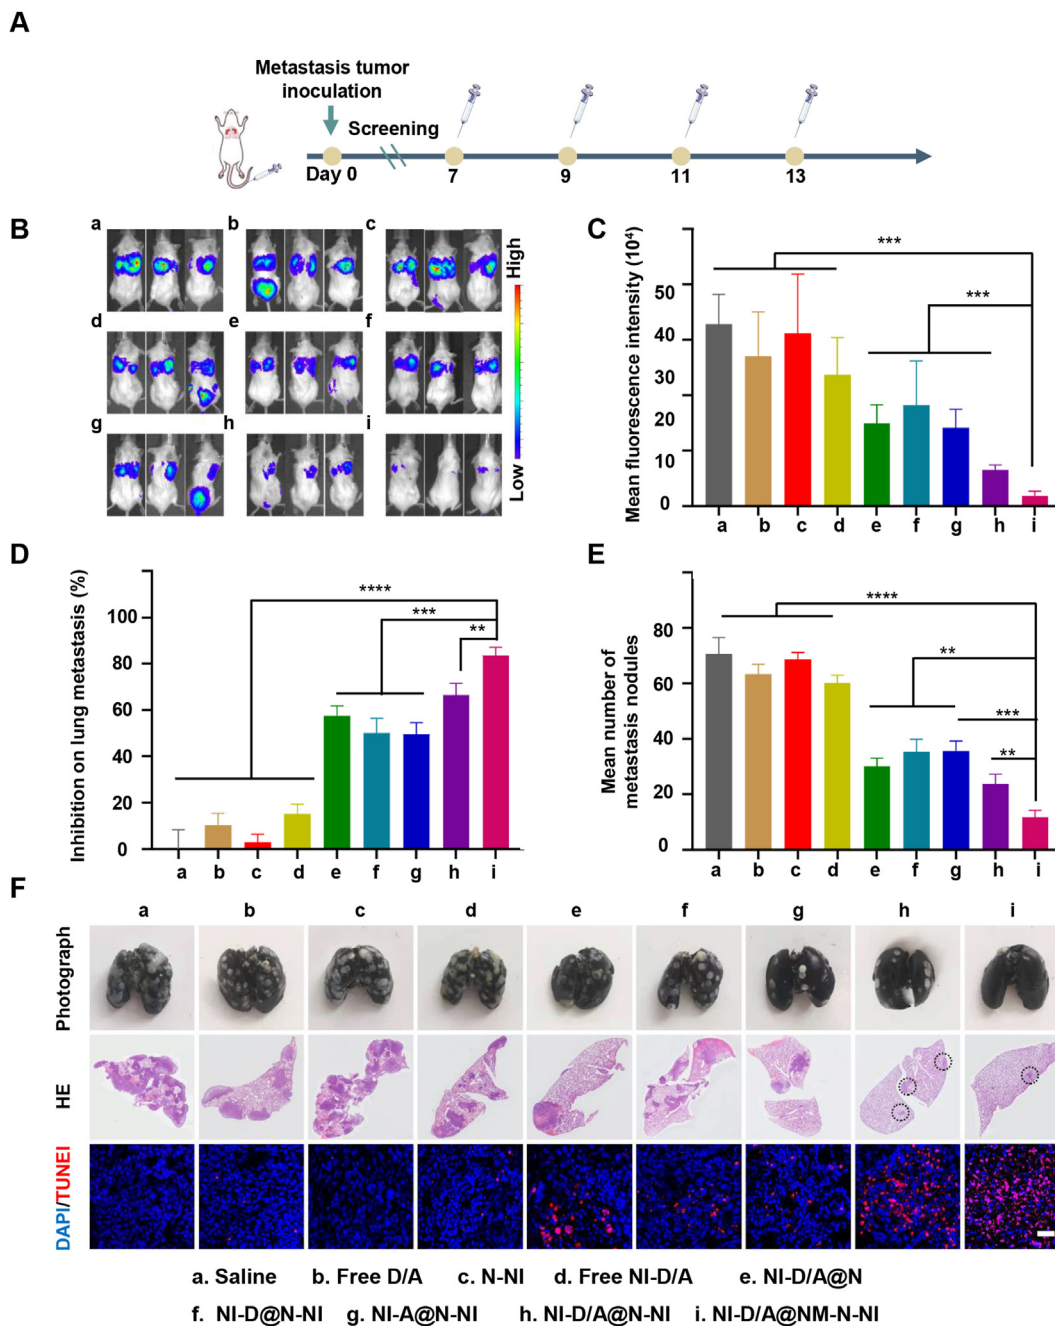 A
Metastasis tumor
inoculation
Screening
Day 0 7 9 11 13
B
a b c
d e f
g h i
High
Low
C
Mean fluorescence intensity (10⁴)
50
40
30
20
10
0
***
***
a b c d e f g h i
D
Inhibition on lung metastasis (%)
100
80
60
40
20
0
****
***
**
a b c d e f g h i
E
Mean number of
metastasis nodules
80
60
40
20
0
****
**
***
**
a b c d e f g h i
F
a b c d e f g h i
Photograph
HE
DAPI/TUNEI
a. Saline b. Free D/A c. N-NI d. Free NI-D/A e. NI-D/A@N
f. NI-D@N-NI g. NI-A@N-NI h. NI-D/A@N-NI i. NI-D/A@NM-N-NI